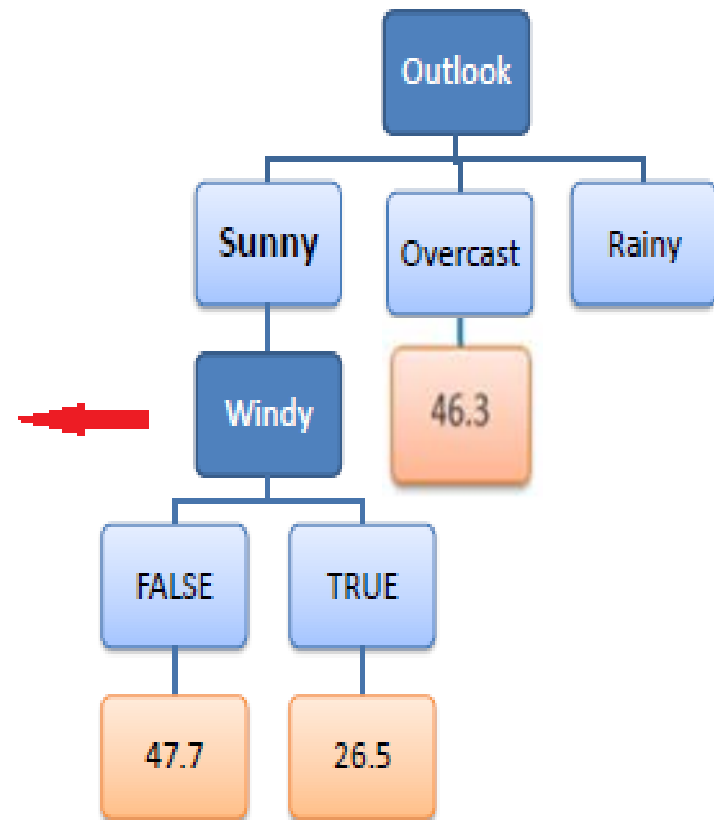 Outlook
Sunny
Overcast
Rainy
Windy
46.3
FALSE
TRUE
47.7
26.5